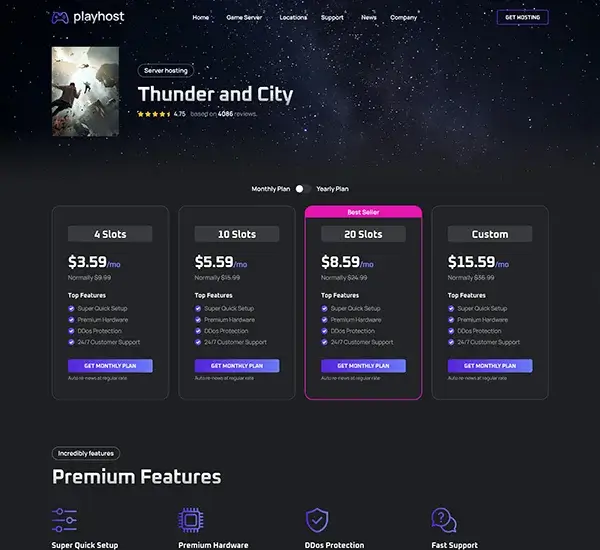 playhost
Home Game Server Locations Support News Company
GET HOSTING
Server hosting
Thunder and City
4.75 based on 4086 reviews.
Monthly Plan Yearly Plan
4 Slots
$3.59/mo
Normally $9.99
Top Features
Super Quick Setup
Premium Hardware
DDos Protection
24/7 Customer Support
GET MONTHLY PLAN
Auto re-news at regular rate.
10 Slots
$5.59/mo
Normally $15.99
Top Features
Super Quick Setup
Premium Hardware
DDos Protection
24/7 Customer Support
GET MONTHLY PLAN
Auto re-news at regular rate.
Best Seller
20 Slots
$8.59/mo
Normally $24.99
Top Features
Super Quick Setup
Premium Hardware
DDos Protection
24/7 Customer Support
GET MONTHLY PLAN
Auto re-news at regular rate.
Custom
$15.59/mo
Normally $36.99
Top Features
Super Quick Setup
Premium Hardware
DDos Protection
24/7 Customer Support
GET MONTHLY PLAN
Auto re-news at regular rate.
Incredibly features
Premium Features
Super Quick Setup
Premium Hardware
DDos Protection
Fast Support